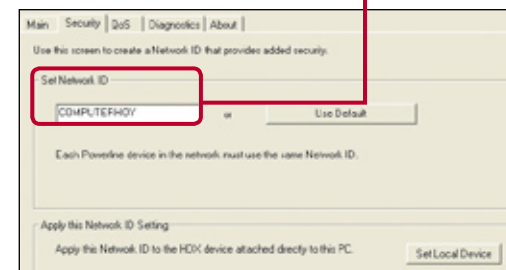 Main Security QoS Diagnostics About
Use this screen to create a Network ID that provides added security.
Set Network ID
COMPUTERHOY or Use Default
Each Powerline device in the network must use the same Network ID.
Apply this Network ID Setting
Apply this Network ID to the HDX device attached directly to this PC. Set Local Device